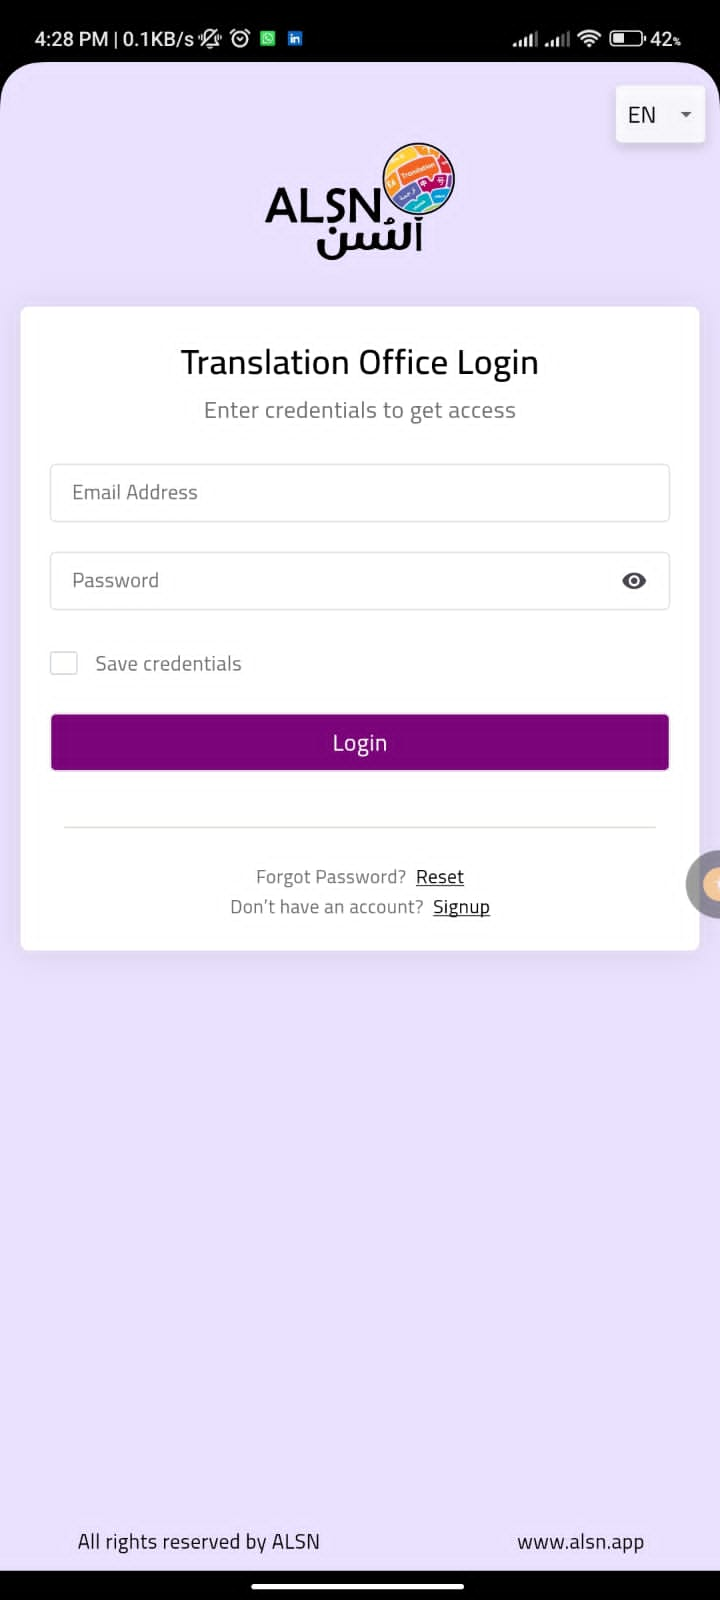 4:28 PM | 0.1KB/s
42%
EN
Translation
ALSN
ألسن
Translation Office Login
Enter credentials to get access
Email Address
Password
Save credentials
Login
Forgot Password? Reset
Don't have an account? Signup
All rights reserved by ALSN
www.alsn.app